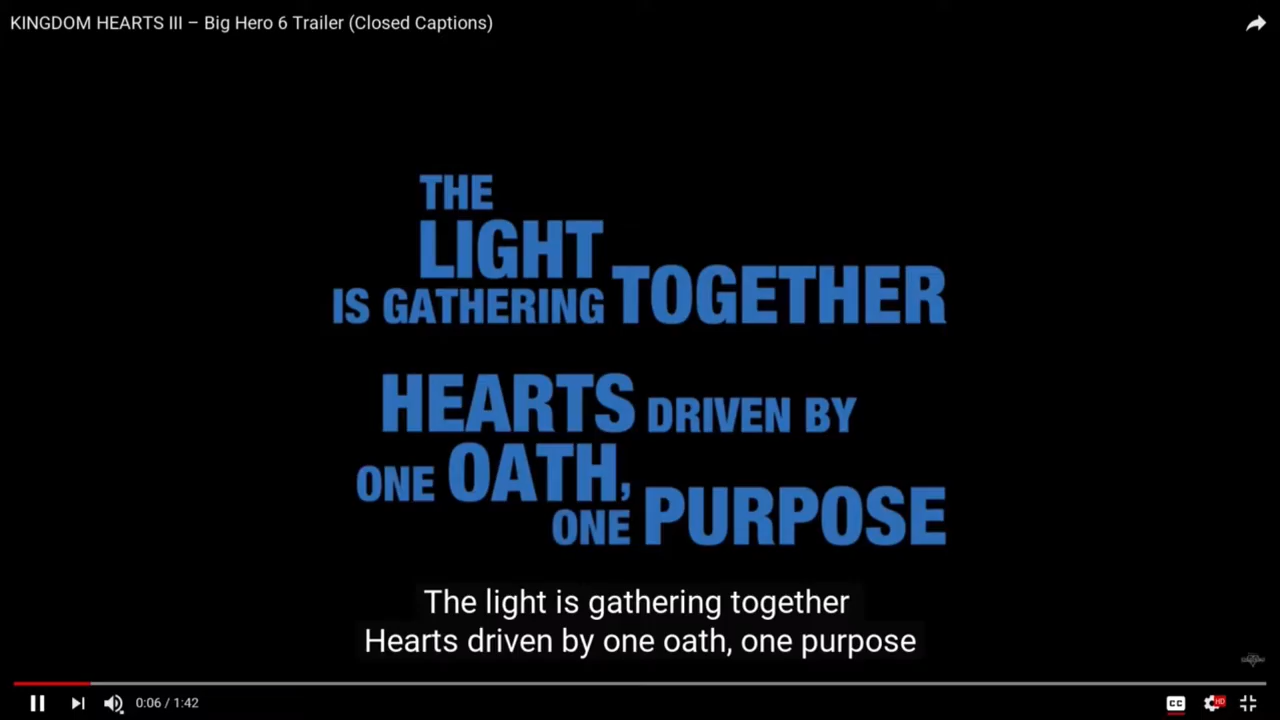 KINGDOM HEARTS III – Big Hero 6 Trailer (Closed Captions)
THE
LIGHT
IS GATHERING TOGETHER
HEARTS DRIVEN BY
ONE OATH,
ONE PURPOSE
The light is gathering together
Hearts driven by one oath, one purpose
0:06 / 1:42
CC
HD